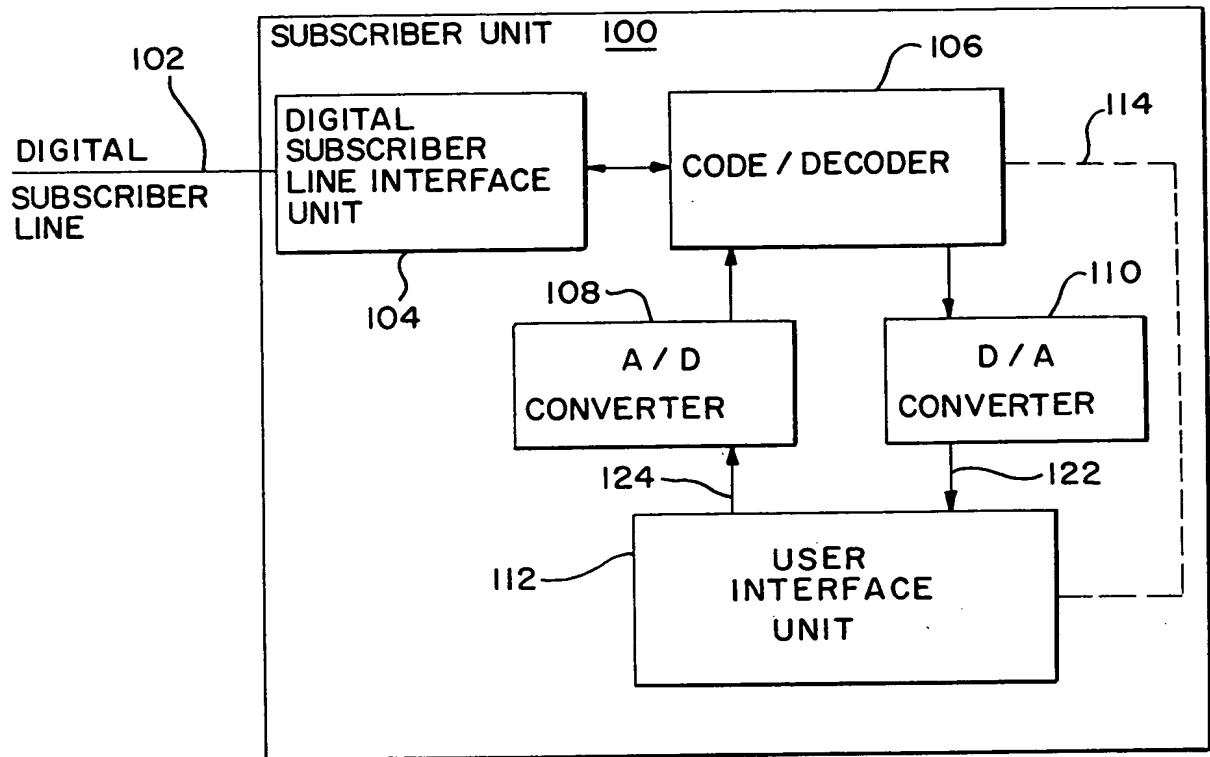 SUBSCRIBER UNIT 100
102
106
114
DIGITAL
SUBSCRIBER
LINE
DIGITAL
SUBSCRIBER
LINE INTERFACE
UNIT
CODE / DECODER
104
108
110
A / D
CONVERTER
D / A
CONVERTER
124
122
112
USER
INTERFACE
UNIT